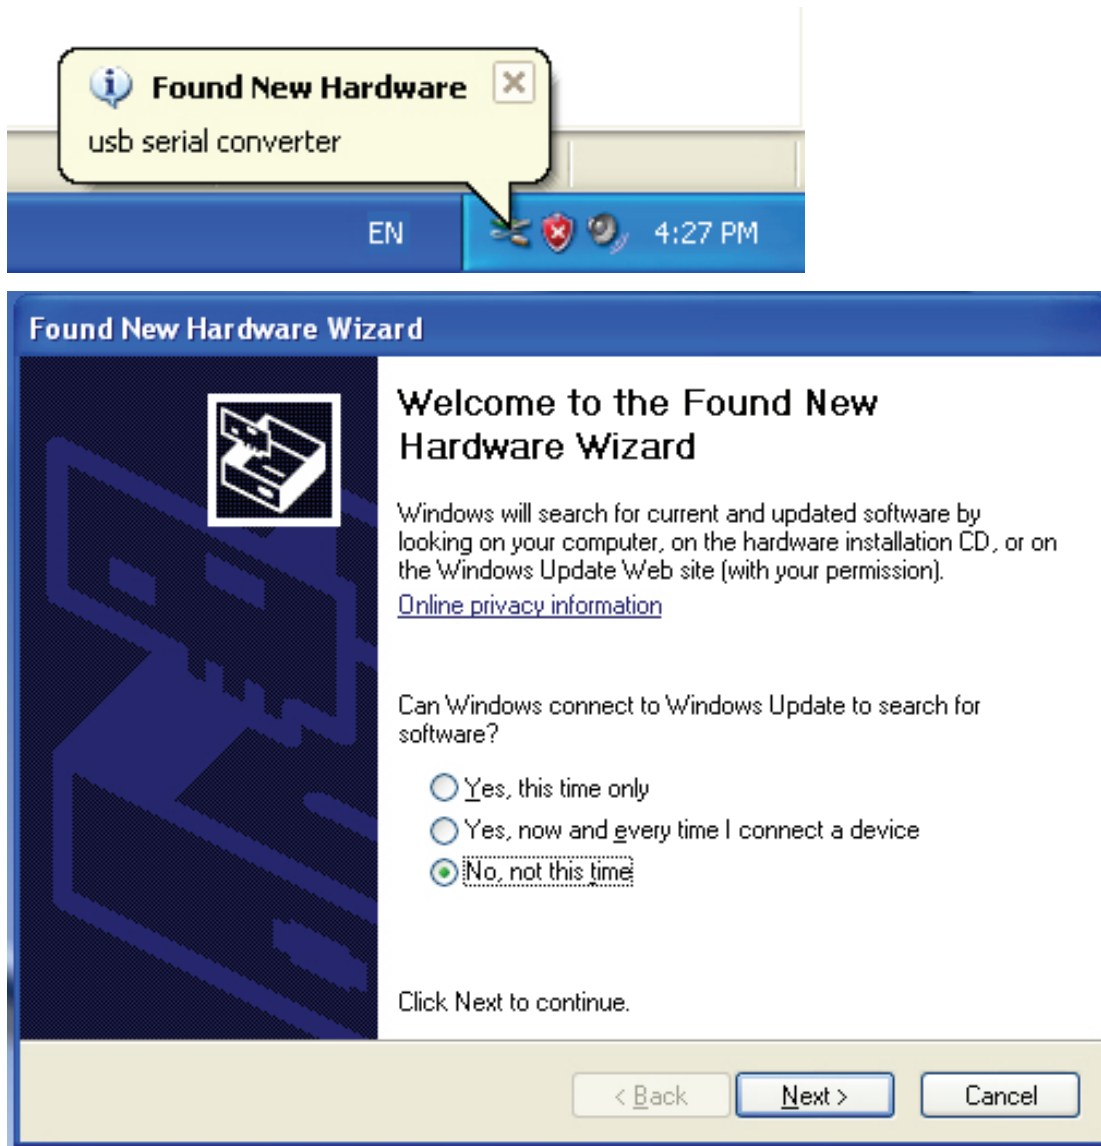 Found New Hardware
usb serial converter
EN
4:27 PM
Found New Hardware Wizard
Welcome to the Found New
Hardware Wizard
Windows will search for current and updated software by
looking on your computer, on the hardware installation CD, or on
the Windows Update Web site (with your permission).
Online privacy information
Can Windows connect to Windows Update to search for
software?
Yes, this time only
Yes, now and every time I connect a device
No, not this time
Click Next to continue.
< Back
Next >
Cancel